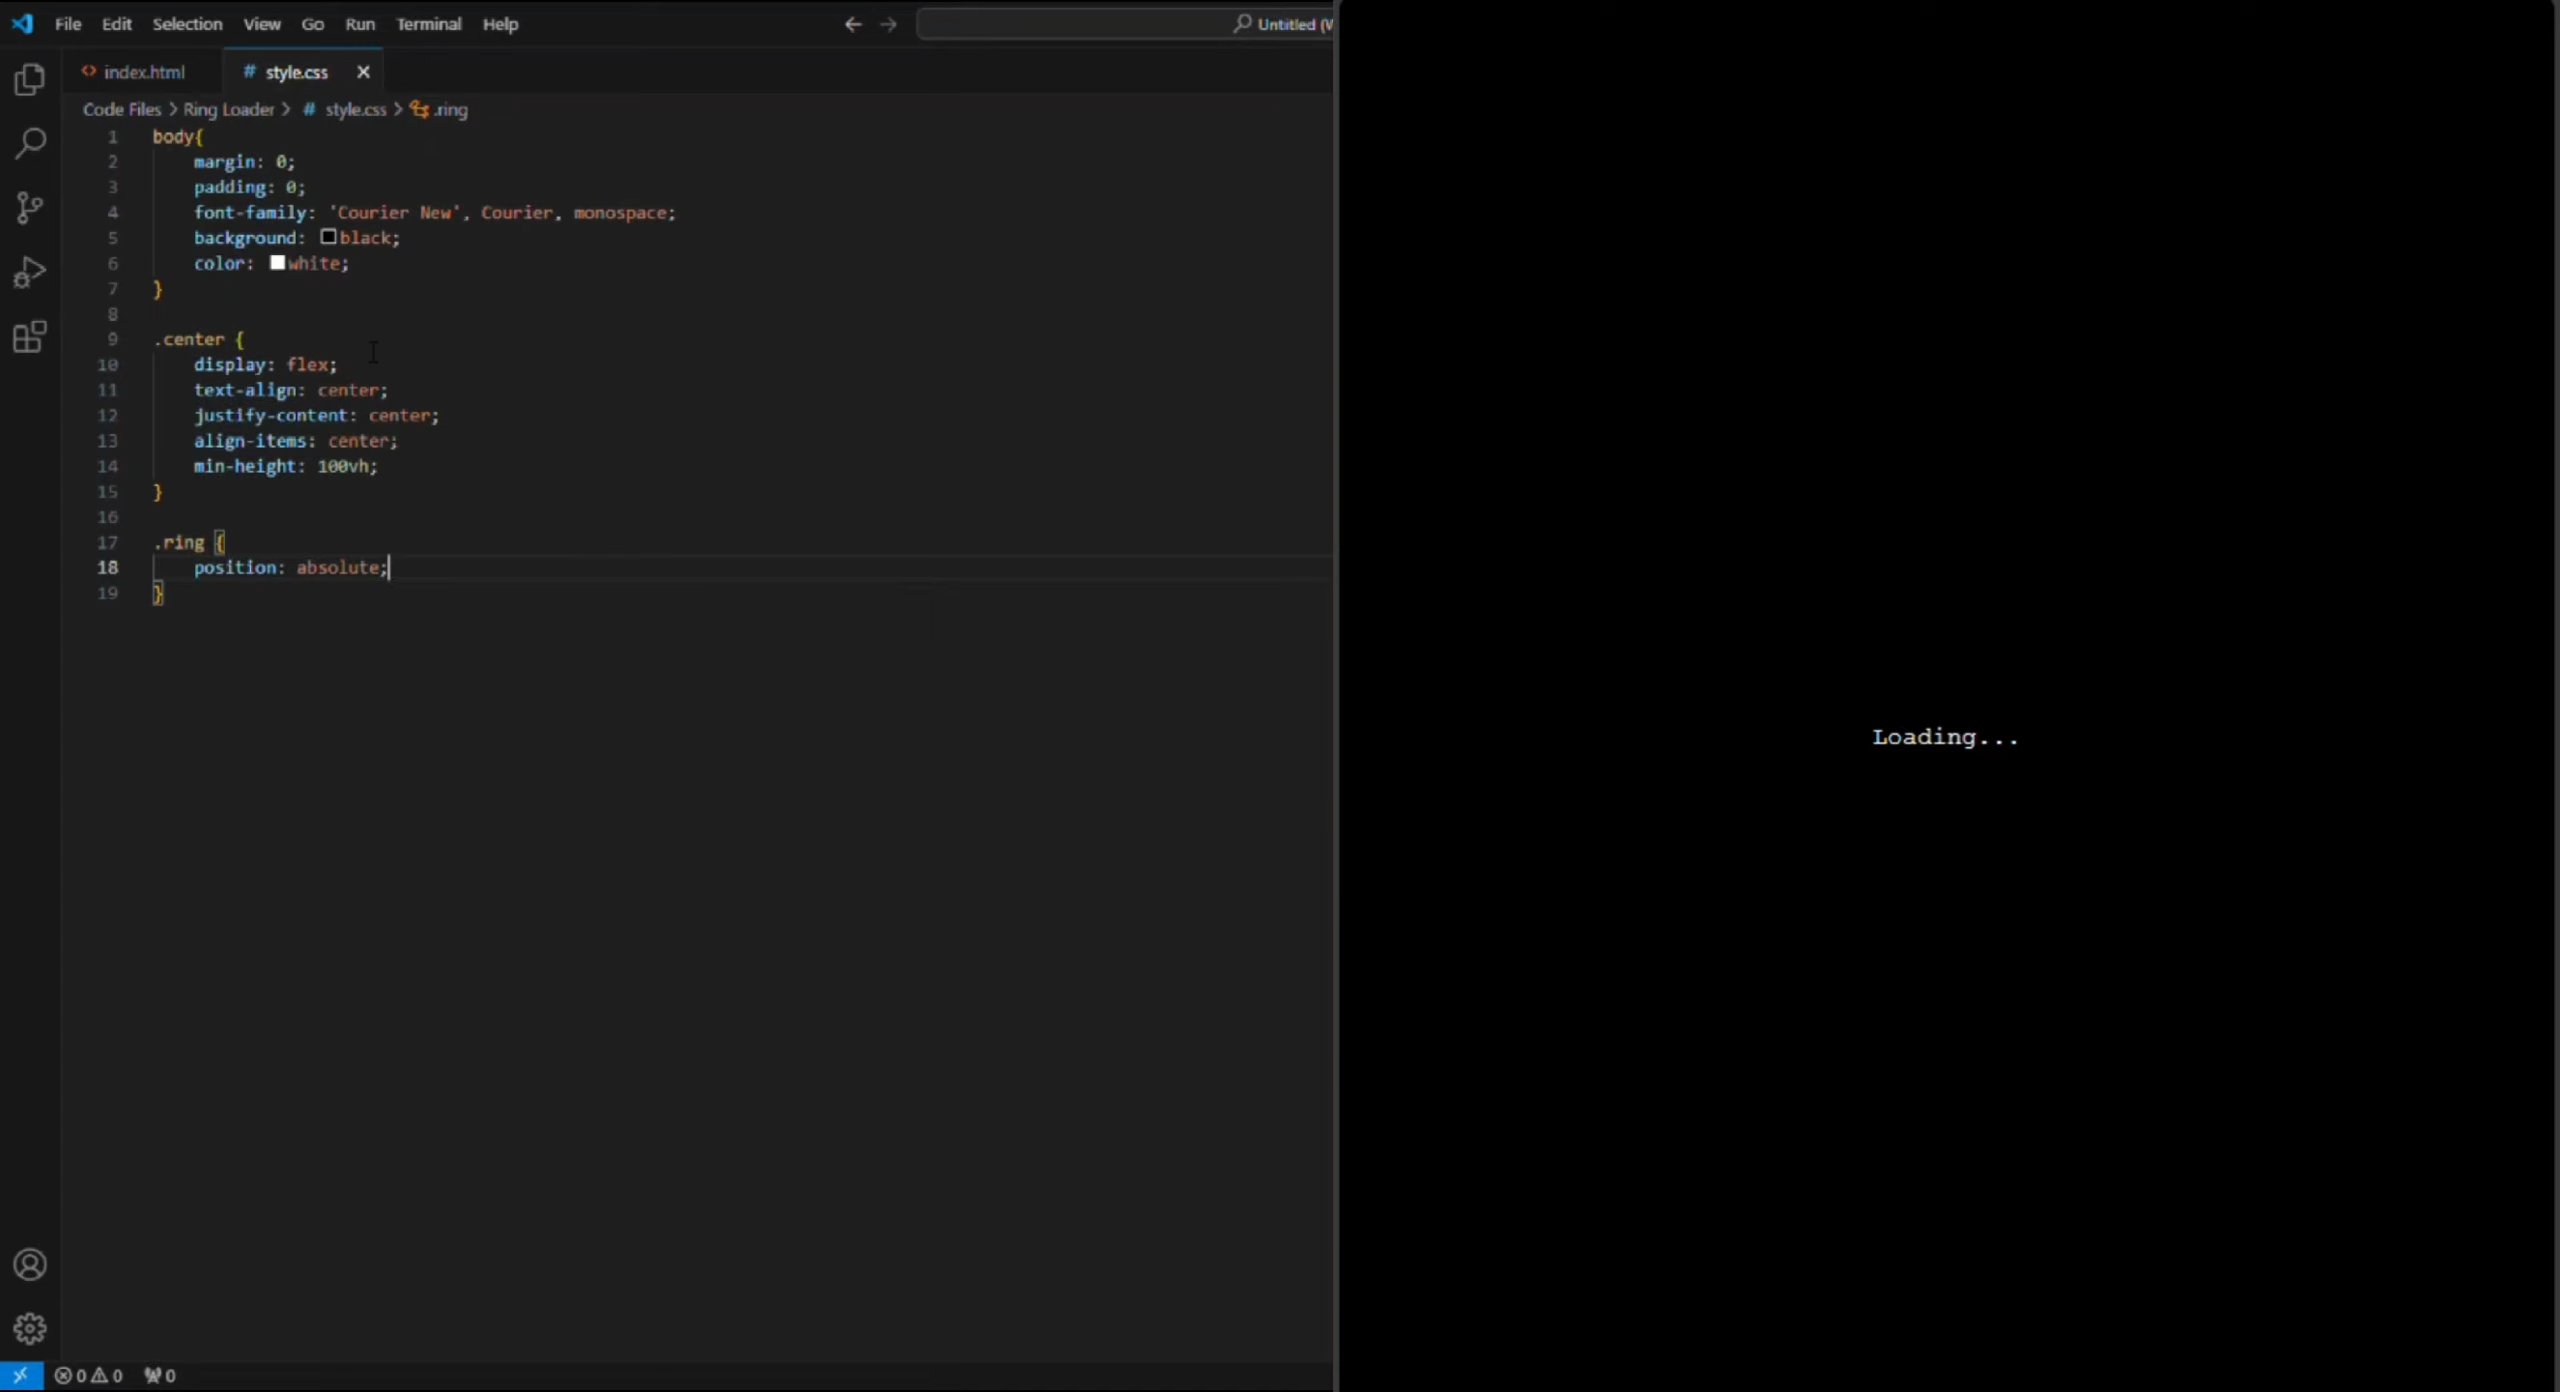 File Edit Selection View Go Run Terminal Help Untitled (W
index.html # style.css
Code Files > Ring Loader > # style.css > .ring
1 body{
2 margin: 0;
3 padding: 0;
4 font-family: 'Courier New', Courier, monospace;
5 background: black;
6 color: white;
7 }
8
9 .center {
10 display: flex;
11 text-align: center;
12 justify-content: center;
13 align-items: center;
14 min-height: 100vh;
15 }
16
17 .ring {
18 position: absolute;
19 }
Loading...
0 0 0